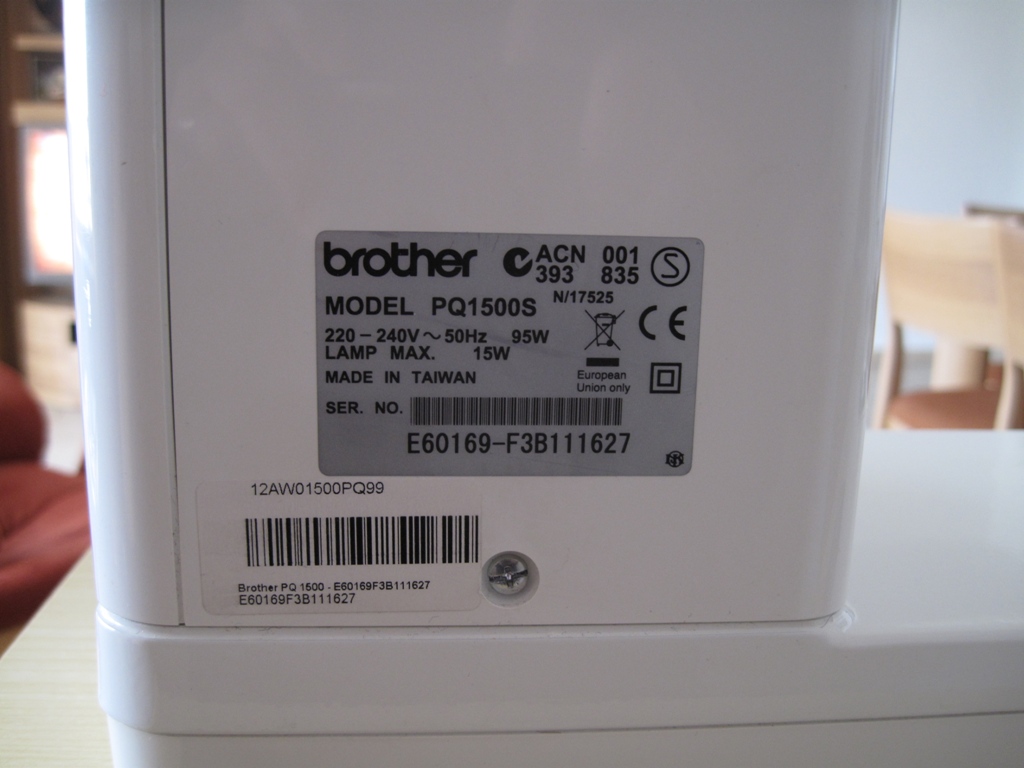 brother ACN 001
393 835
N/17525
MODEL PQ1500S
220-240V~50Hz 95W
LAMP MAX. 15W
CE
MADE IN TAIWAN
European
Union only
SER. NO.
E60169-F3B111627
12AW01500PQ99
Brother PQ 1500 - E60169F3B111627
E60169F3B111627